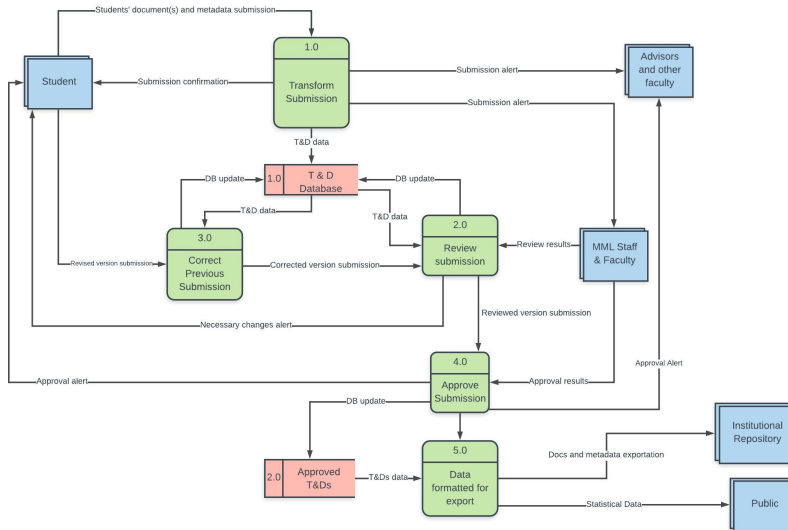 Students' document(s) and metadata submission
1.0
Transform
Submission
Student
Submission confirmation
Submission alert
Submission alert
Advisors
and other
faculty
T&D data
1.0
T & D
Database
DB update
DB update
T&D data
T&D data
3.0
Correct
Previous
Submission
Revised version submission
Corrected version submission
2.0
Review
submission
Review results
MML Staff
& Faculty
Reviewed version submission
Necessary changes alert
4.0
Approve
Submission
Approval alert
Approval results
Approval Alert
DB update
2.0
Approved
T&Ds
T&Ds data
5.0
Data
formatted for
export
Docs and metadata exportation
Institutional
Repository
Statistical Data
Public